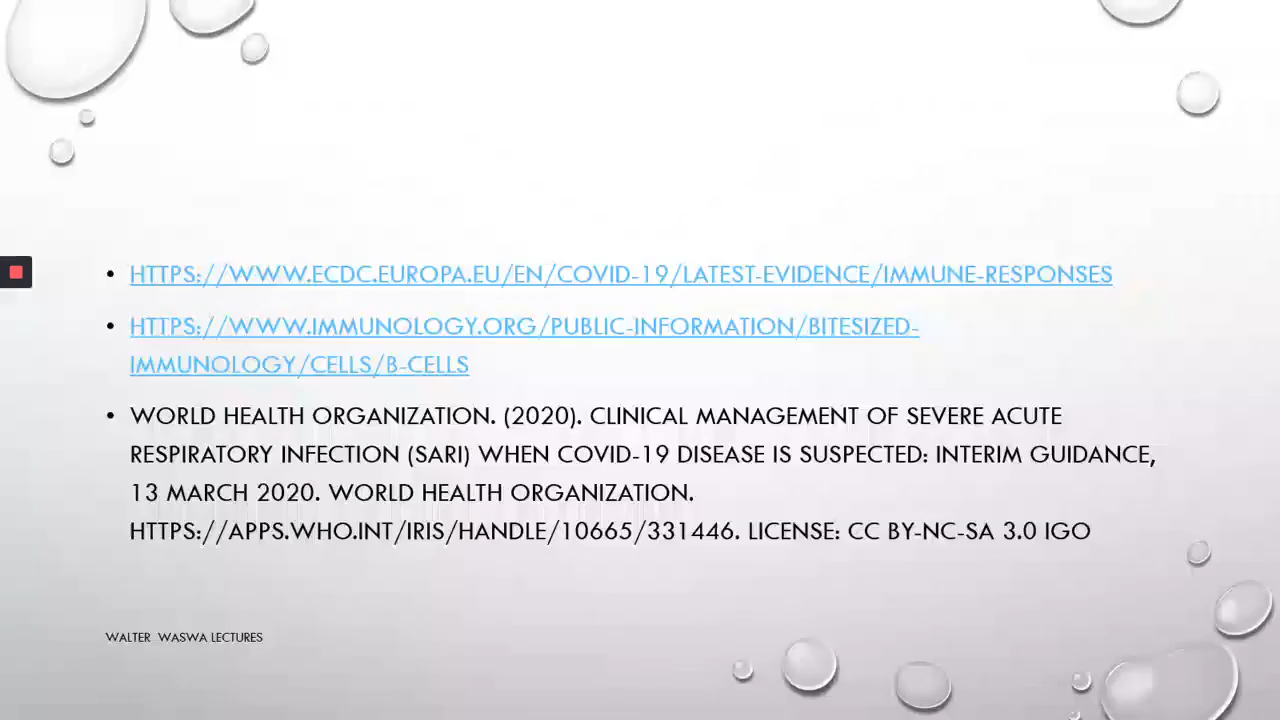 • HTTPS://WWW.ECDC.EUROPA.EU/EN/COVID-19/LATEST-EVIDENCE/IMMUNE-RESPONSES
• HTTPS://WWW.IMMUNOLOGY.ORG/PUBLIC-INFORMATION/BITESIZED-
IMMUNOLOGY/CELLS/B-CELLS
• WORLD HEALTH ORGANIZATION. (2020). CLINICAL MANAGEMENT OF SEVERE ACUTE
RESPIRATORY INFECTION (SARI) WHEN COVID-19 DISEASE IS SUSPECTED: INTERIM GUIDANCE,
13 MARCH 2020. WORLD HEALTH ORGANIZATION.
HTTPS://APPS.WHO.INT/IRIS/HANDLE/10665/331446. LICENSE: CC BY-NC-SA 3.0 IGO
WALTER WASWA LECTURES